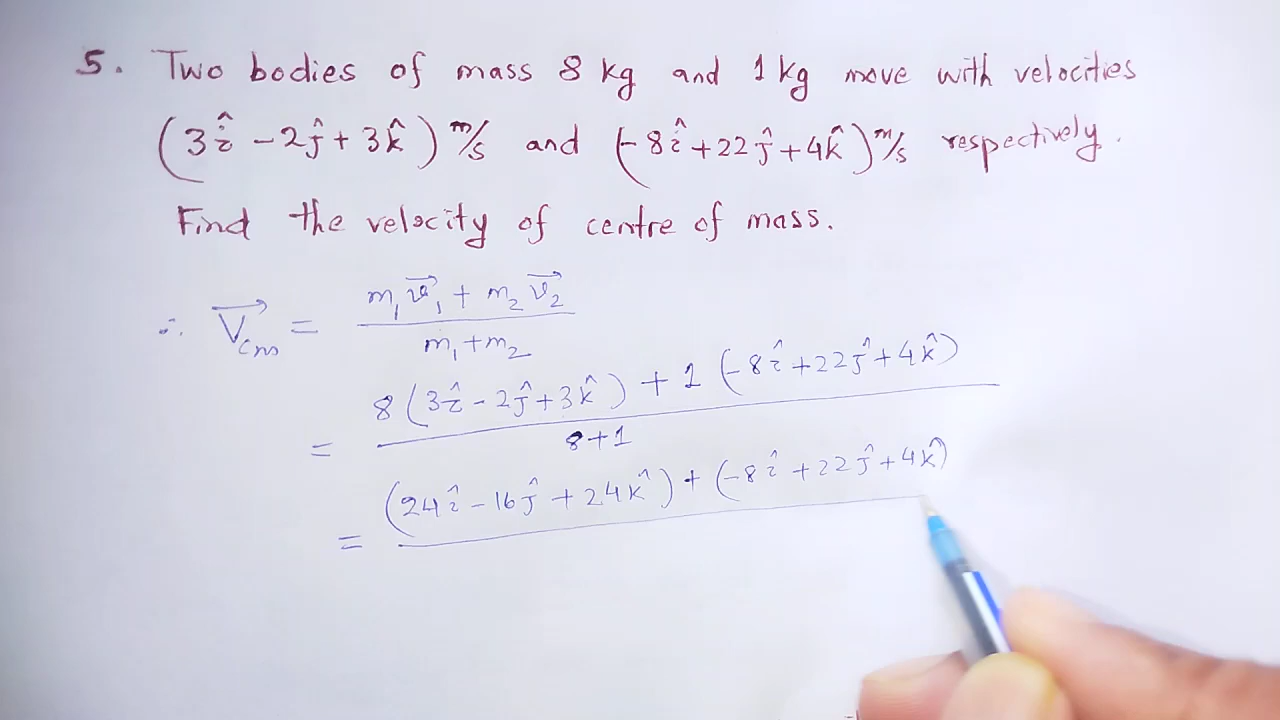 5. Two bodies of mass 8 kg and 1 kg move with velocities
(3î - 2ĵ + 3k̂) m/s and (-8î + 22ĵ + 4k̂) m/s respectively.
Find the velocity of centre of mass.
∴ V⃗cm = (m₁v⃗₁ + m₂v⃗₂) / (m₁ + m₂)
= (8(3î - 2ĵ + 3k̂) + 1(-8î + 22ĵ + 4k̂)) / (8+1)
= (24î - 16ĵ + 24k̂) + (-8î + 22ĵ + 4k̂)